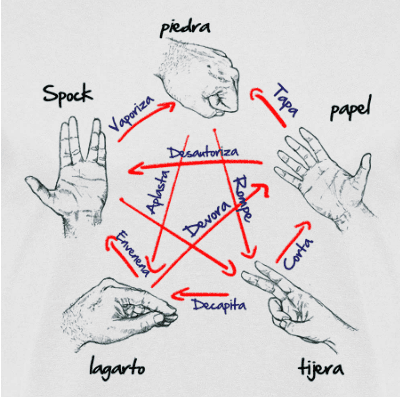 piedra
Spock
Vaporiza
Tapa
papel
Desautoriza
Aplasta
Rompe
Devora
Envenena
Corta
Decapita
lagarto
tijera